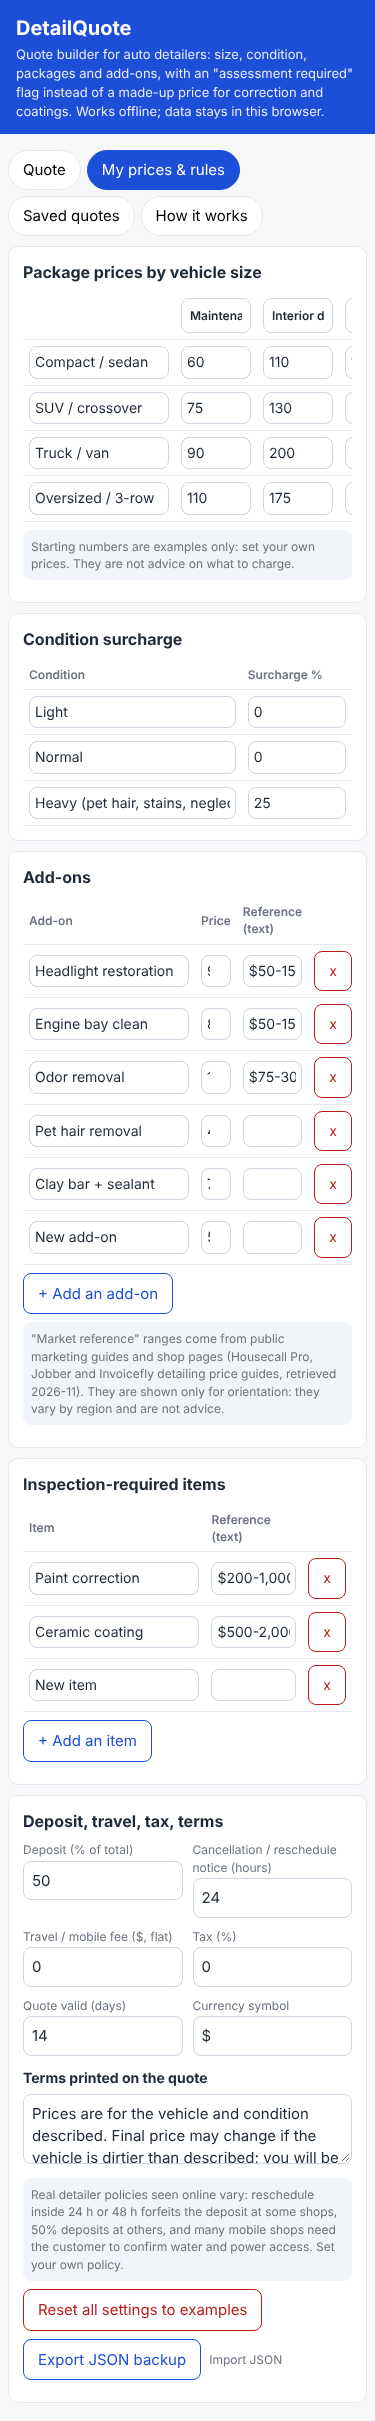 DetailQuote
Quote builder for auto detailers: size, condition,
packages and add-ons, with an "assessment required"
flag instead of a made-up price for correction and
coatings. Works offline; data stays in this browser.
Quote
My prices & rules
Saved quotes
How it works
Package prices by vehicle size
Maintena Interior d
Compact / sedan 60 110
SUV / crossover 75 130
Truck / van 90 200
Oversized / 3-row 110 175
Starting numbers are examples only: set your own
prices. They are not advice on what to charge.
Condition surcharge
Condition Surcharge %
Light 0
Normal 0
Heavy (pet hair, stains, neglec 25
Add-ons
Add-on Price Reference
(text)
Headlight restoration $50-15 x
Engine bay clean $50-15 x
Odor removal $75-30 x
Pet hair removal x
Clay bar + sealant x
New add-on x
+ Add an add-on
"Market reference" ranges come from public
marketing guides and shop pages (Housecall Pro,
Jobber and Invoicefly detailing price guides, retrieved
2026-11). They are shown only for orientation: they
vary by region and are not advice.
Inspection-required items
Item Reference
(text)
Paint correction $200-1,000 x
Ceramic coating $500-2,00 x
New item x
+ Add an item
Deposit, travel, tax, terms
Deposit (% of total)
50
Cancellation / reschedule
notice (hours)
24
Travel / mobile fee ($, flat)
0
Tax (%)
0
Quote valid (days)
14
Currency symbol
$
Terms printed on the quote
Prices are for the vehicle and condition
described. Final price may change if the
vehicle is dirtier than described; you will be
Real detailer policies seen online vary: reschedule
inside 24 h or 48 h forfeits the deposit at some shops,
50% deposits at others, and many mobile shops need
the customer to confirm water and power access. Set
your own policy.
Reset all settings to examples
Export JSON backup
Import JSON